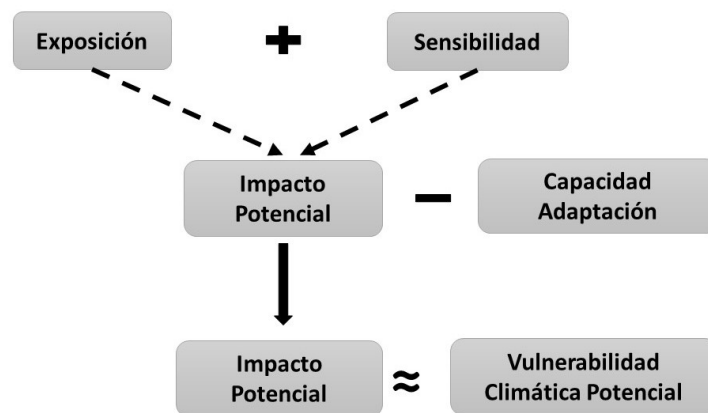 Exposición
+
Sensibilidad
Impacto
Potencial
−
Capacidad
Adaptación
Impacto
Potencial
≈
Vulnerabilidad
Climática Potencial